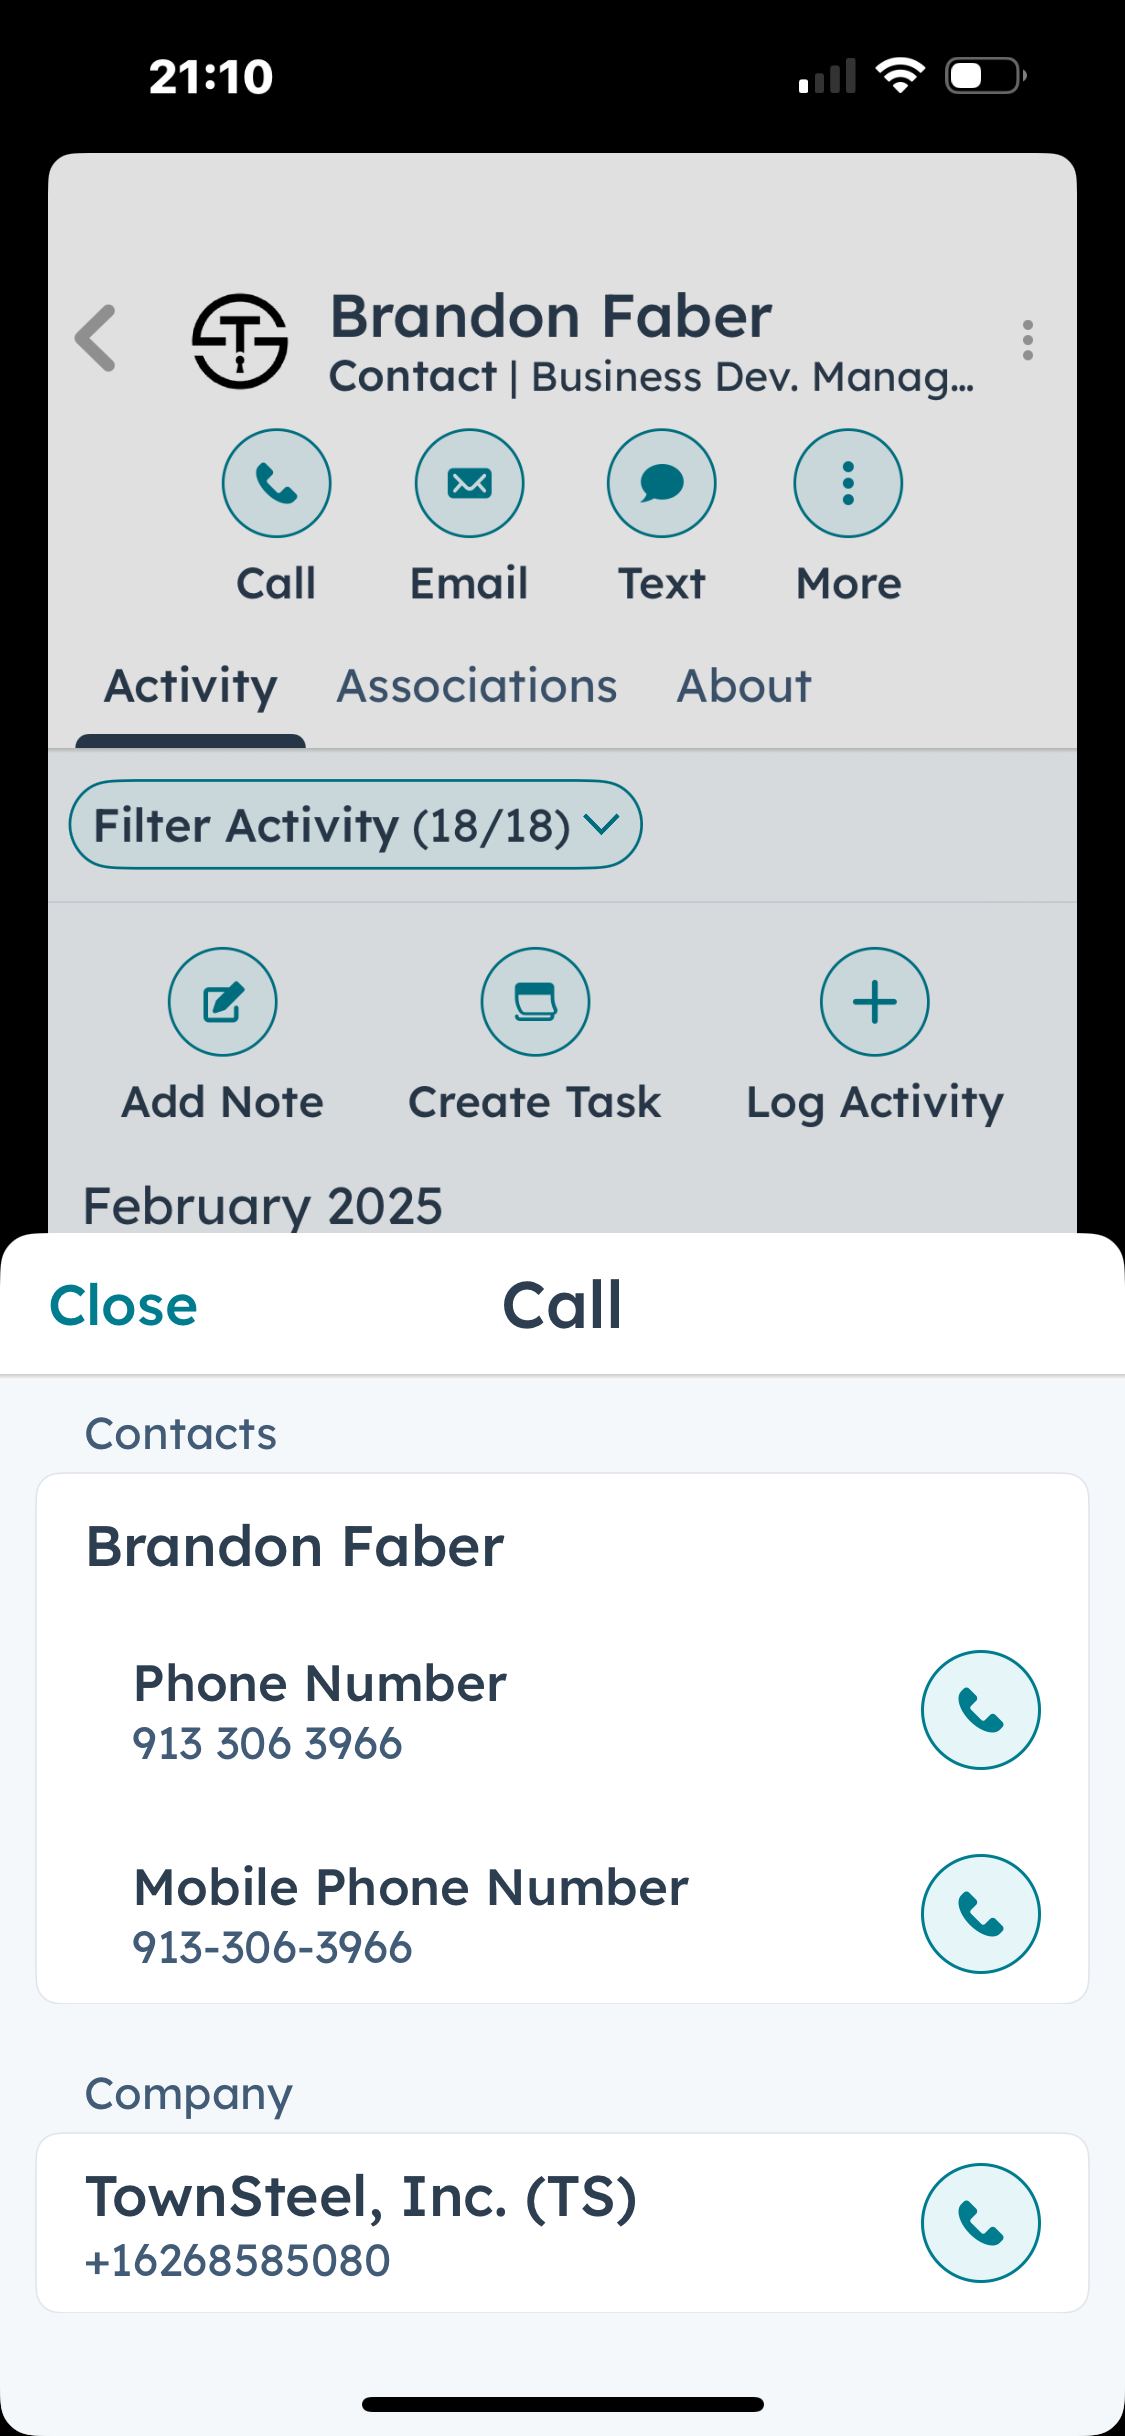 21:10
Brandon Faber
Contact | Business Dev. Manag...
Call
Email
Text
More
Activity
Associations
About
Filter Activity (18/18)
Add Note
Create Task
Log Activity
February 2025
Close
Call
Contacts
Brandon Faber
Phone Number
913 306 3966
Mobile Phone Number
913-306-3966
Company
TownSteel, Inc. (TS)
+16268585080